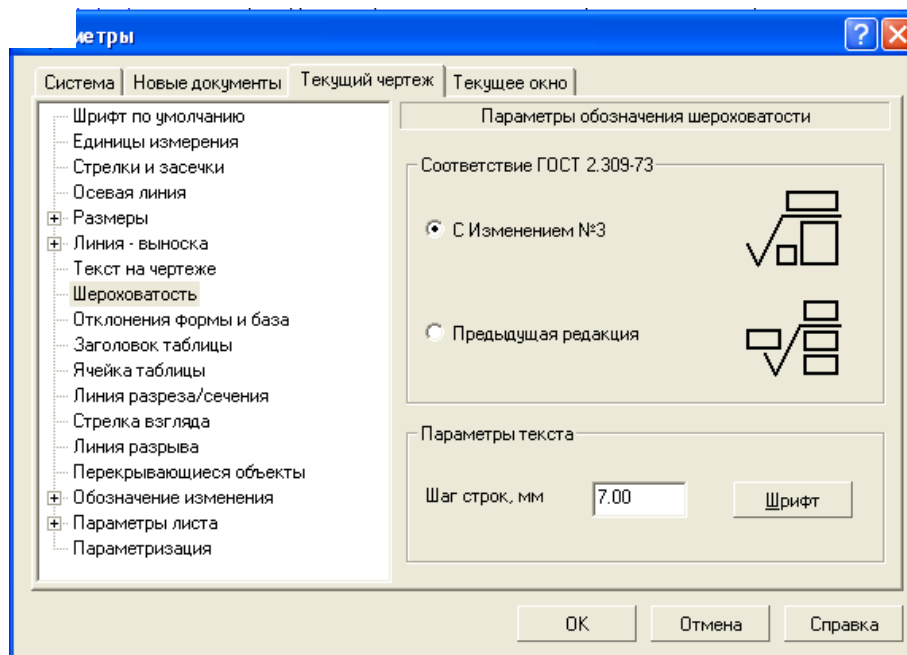 метры
Система Новые документы Текущий чертеж Текущее окно
Шрифт по умолчанию
Единицы измерения
Стрелки и засечки
Осевая линия
Размеры
Линия - выноска
Текст на чертеже
Шероховатость
Отклонения формы и база
Заголовок таблицы
Ячейка таблицы
Линия разреза/сечения
Стрелка взгляда
Линия разрыва
Перекрывающиеся объекты
Обозначение изменения
Параметры листа
Параметризация
Параметры обозначения шероховатости
Соответствие ГОСТ 2.309-73
С Изменением №3
Предыдущая редакция
Параметры текста
Шаг строк, мм 7.00 Шрифт
OK Отмена Справка